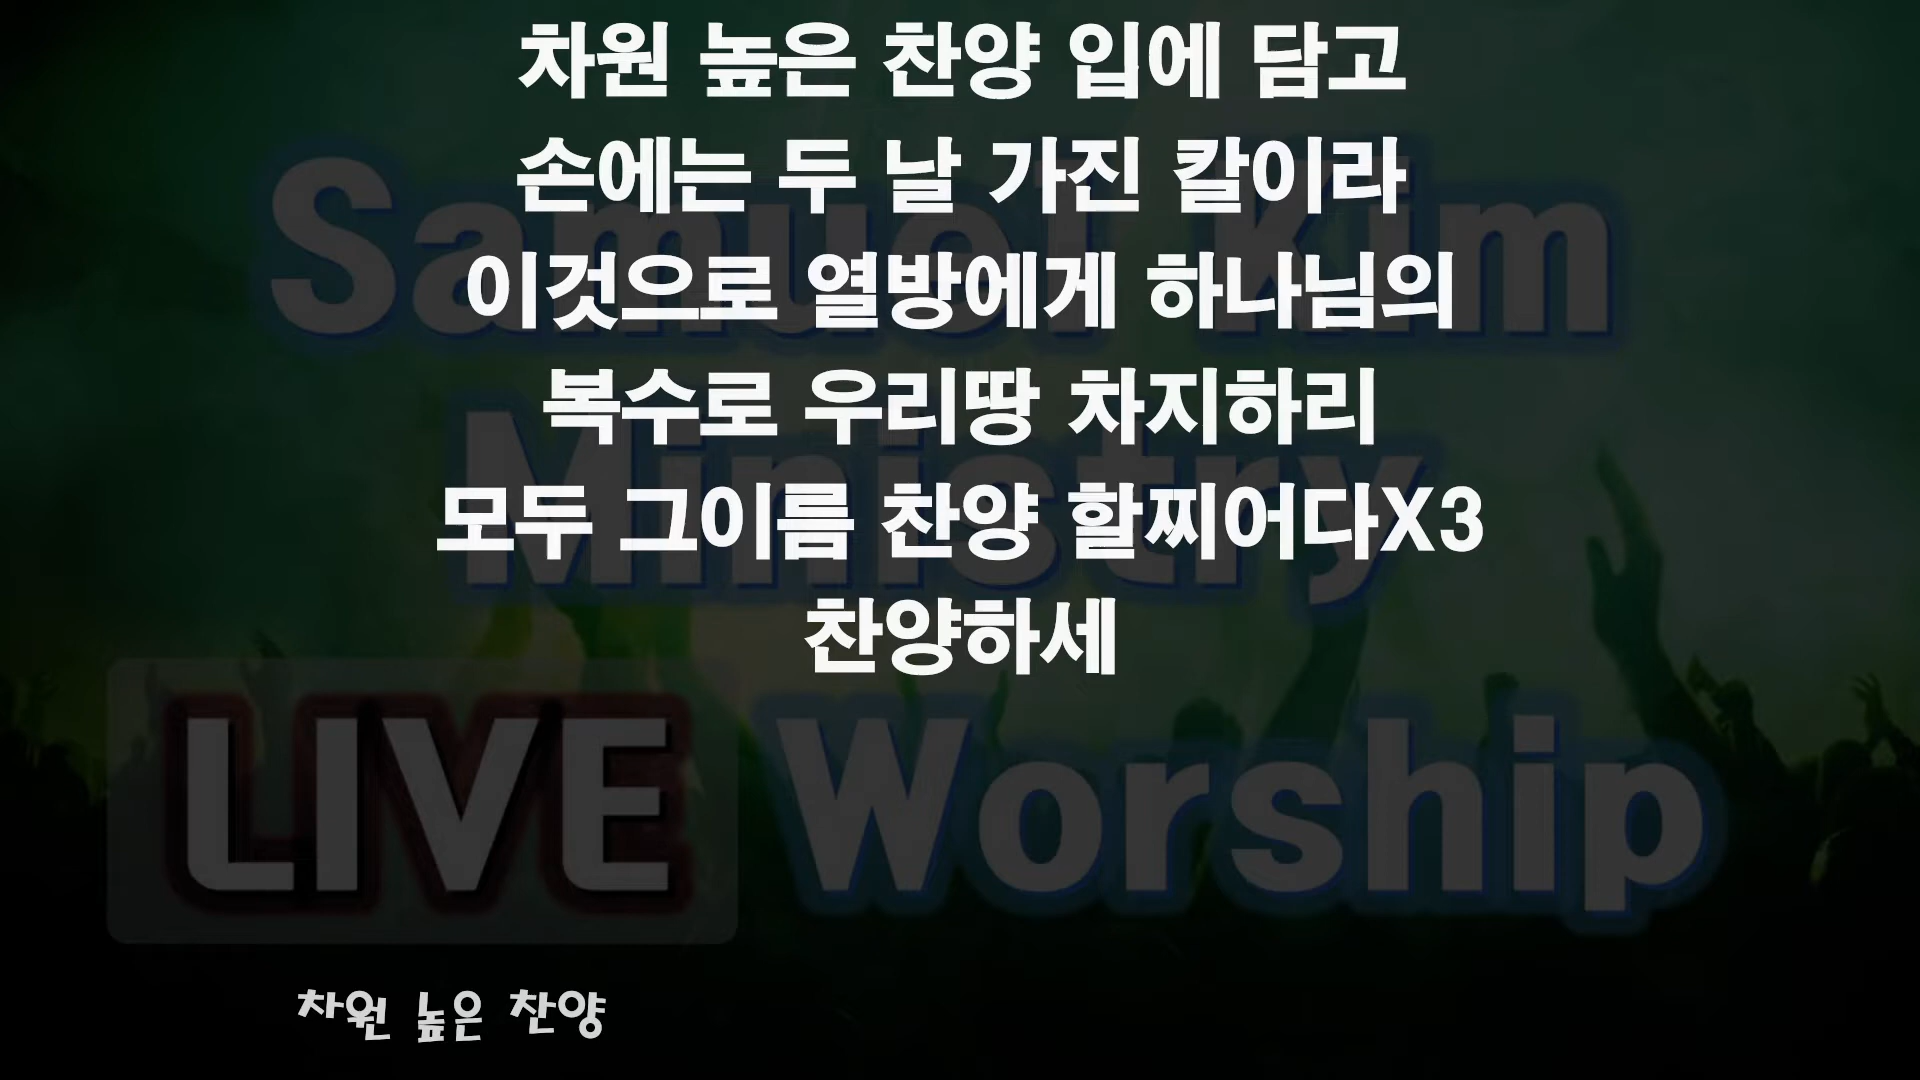 차원 높은 찬양 입에 담고
손에는 두 날 가진 칼이라
이것으로 열방에게 하나님의
복수로 우리땅 차지하리
모두 그이름 찬양 할찌어다X3
찬양하세
Samuel Kim
Ministry
LIVE Worship
차원 높은 찬양